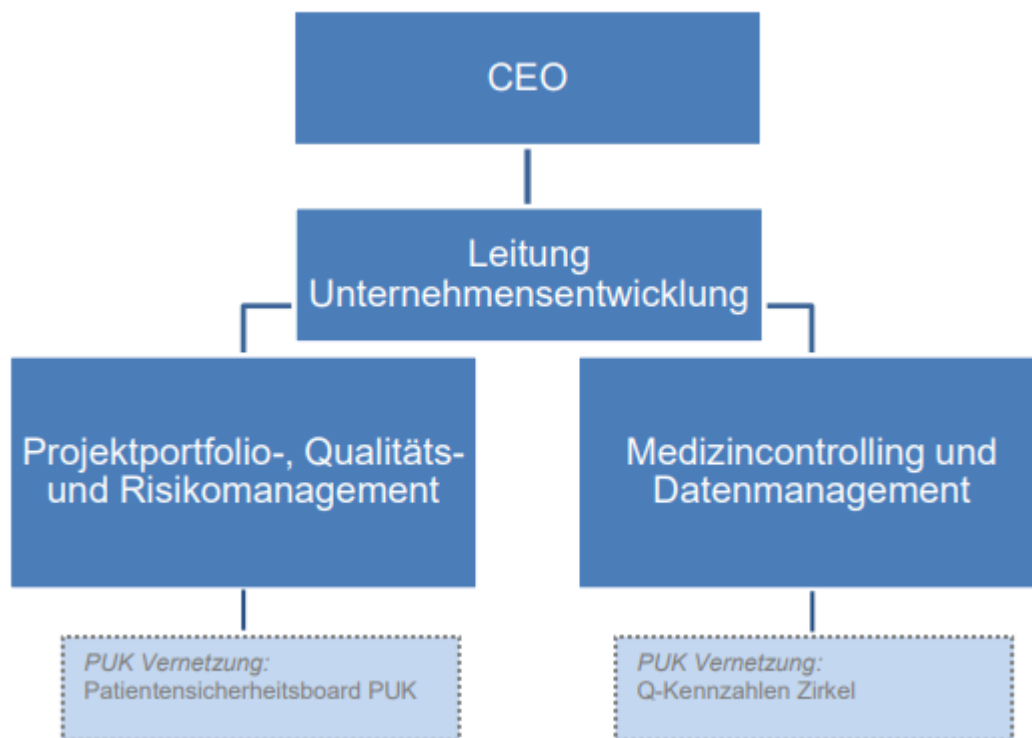 CEO
Leitung
Unternehmensentwicklung
Projektportfolio-, Qualitäts-
und Risikomanagement
Medizincontrolling und
Datenmanagement
PUK Vernetzung:
Patientensicherheitsboard PUK
PUK Vernetzung:
Q-Kennzahlen Zirkel